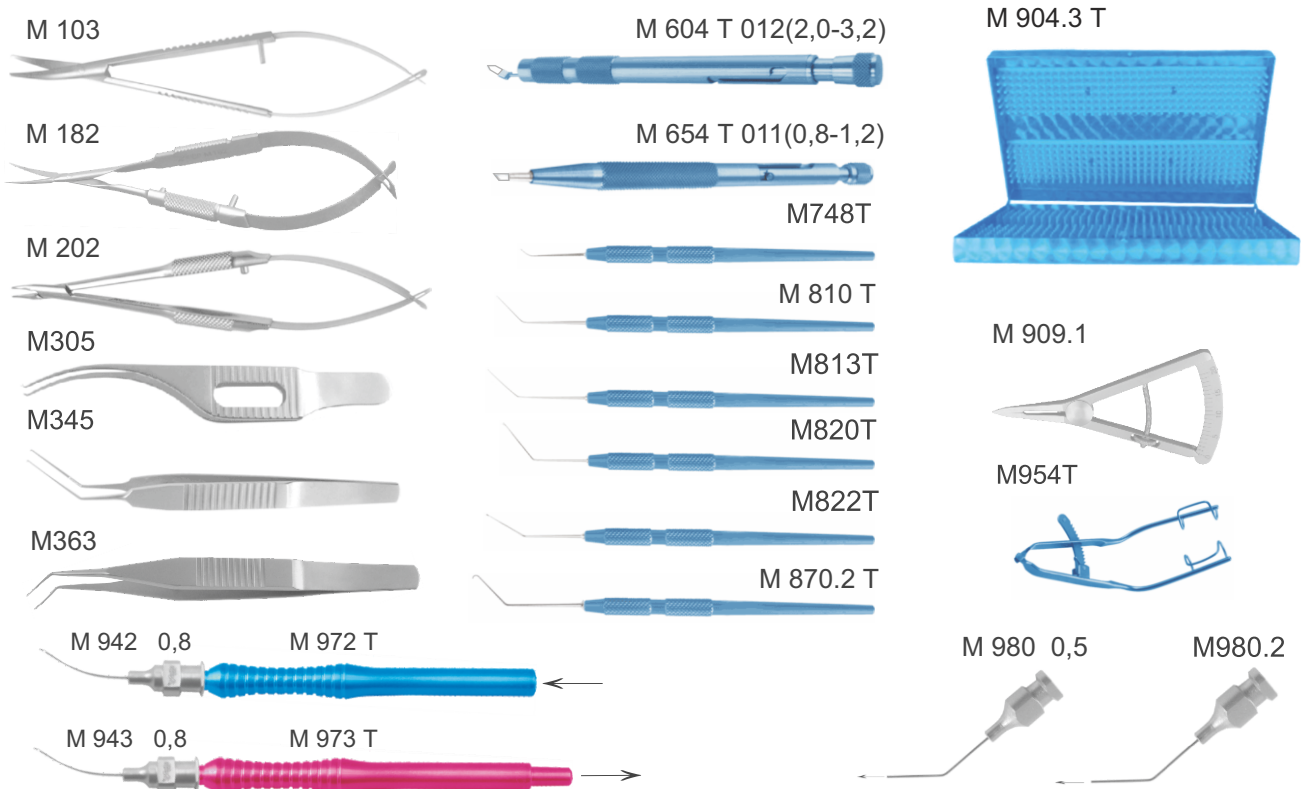 M 103
M 182
M 202
M305
M345
M363
M 942 0,8 M 972 T
M 943 0,8 M 973 T
M 604 T 012(2,0-3,2)
M 654 T 011(0,8-1,2)
M748T
M 810 T
M813T
M820T
M822T
M 870.2 T
M 904.3 T
M 909.1
M954T
M 980 0,5
M980.2